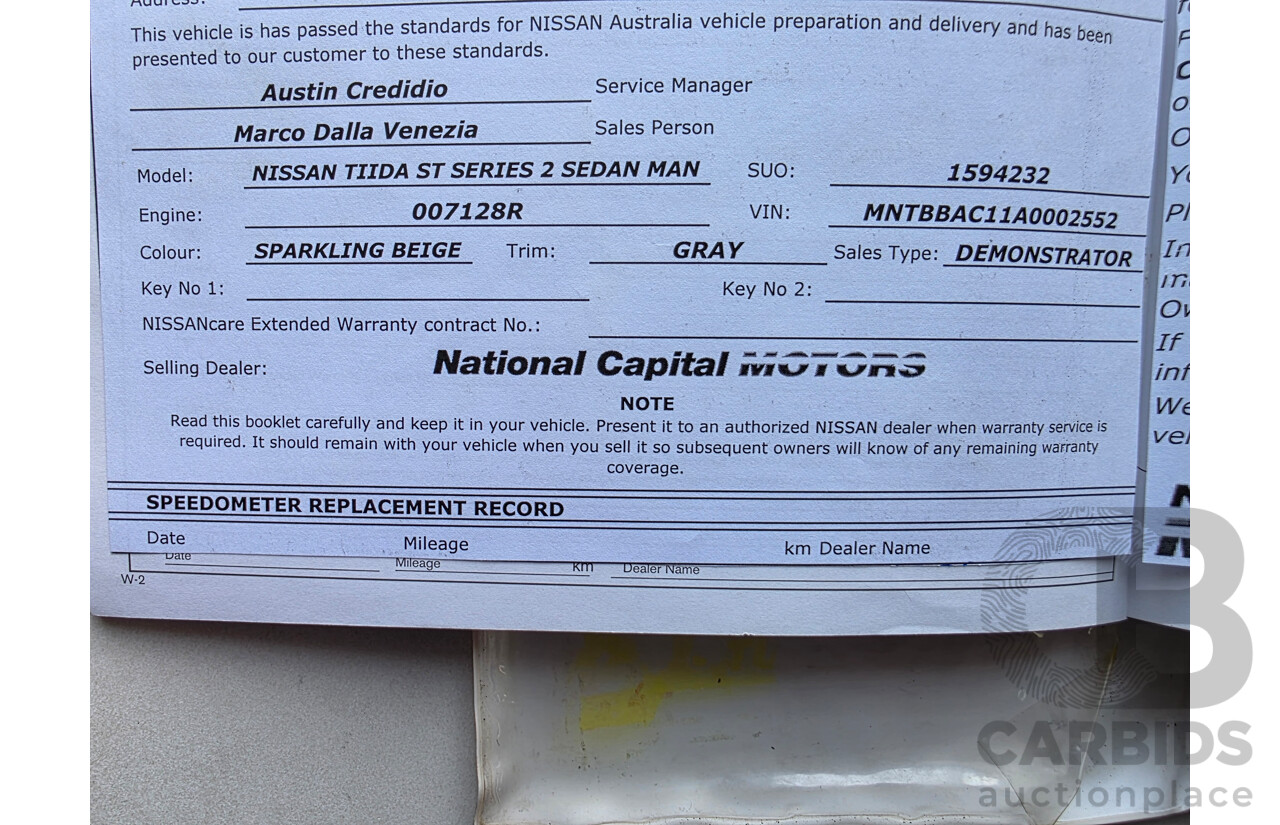 Address:
This vehicle is has passed the standards for NISSAN Australia vehicle preparation and delivery and has been
presented to our customer to these standards.
Austin Credidio Service Manager
Marco Dalla Venezia Sales Person
Model: NISSAN TIIDA ST SERIES 2 SEDAN MAN SUO: 1594232
Engine: 007128R VIN: MNTBBAC11A0002552
Colour: SPARKLING BEIGE Trim: GRAY Sales Type: DEMONSTRATOR
Key No 1: Key No 2:
NISSANcare Extended Warranty contract No.:
Selling Dealer: National Capital MOTORS
NOTE
Read this booklet carefully and keep it in your vehicle. Present it to an authorized NISSAN dealer when warranty service is
required. It should remain with your vehicle when you sell it so subsequent owners will know of any remaining warranty
coverage.
SPEEDOMETER REPLACEMENT RECORD
Date Mileage km Dealer Name
Date Mileage km Dealer Name
W-2
If
We
CB
CARBIDS
auctionplace